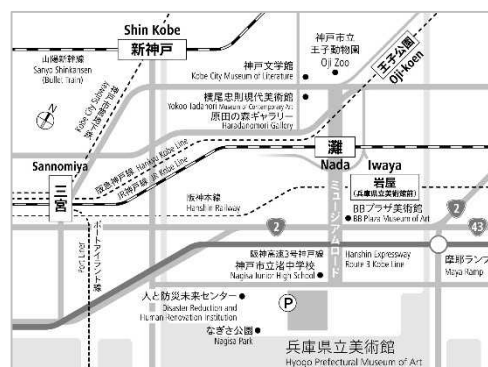 Shin Kobe
新神戸
山陽新幹線
Sanyo Shinkansen
(Bullet Train)
Kobe City Subway
神戸市営地下鉄
神戸文学館
Kobe City Museum of Literature
神戸市立
王子動物園
Oji Zoo
王子公園
Oji-koen
横尾忠則現代美術館
Yokoo Tadanori Museum of Contemporary Art
原田の森ギャラリー
Haradanomori Gallery
灘
Nada
Iwaya
岩屋
(兵庫県立美術館前)
Sannomiya
三宮
阪急神戸線 Hankyu Kobe Line
JR神戸線 JR Kobe Line
阪神本線
Hanshin Railway
ミュージアムロード
BBプラザ美術館
BB Plaza Museum of Art
2
2
43
ポートアイランド線
Port Liner
阪神高速3号神戸線
Hanshin Expressway
Route 3 Kobe Line
神戸市立渚中学校
Nagisa Junior High School
摩耶ランプ
Maya Ramp
人と防災未来センター
Disaster Reduction and
Human Renovation Institution
P
なぎさ公園
Nagisa Park
兵庫県立美術館
Hyogo Prefectural Museum of Art